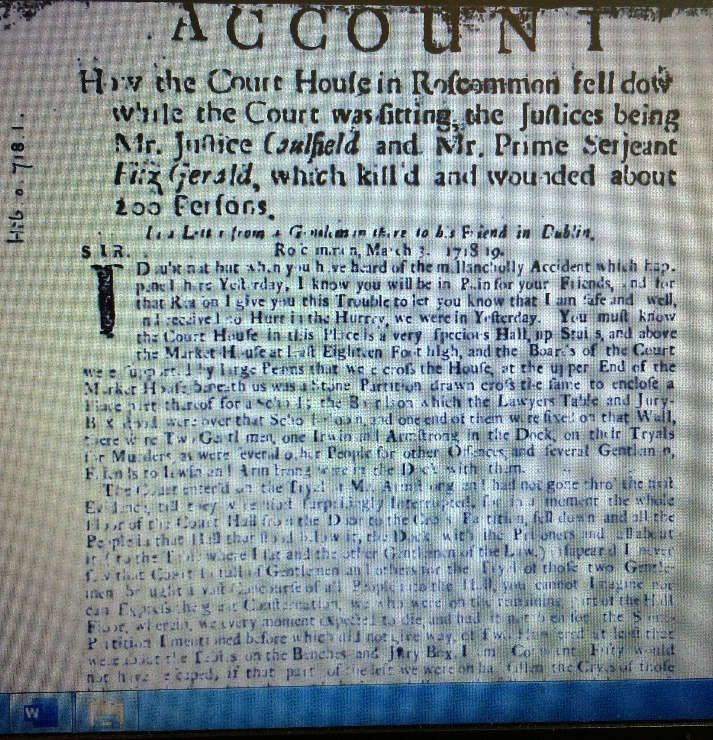 ACCOUNT
How the Court Houſe in Roſcommon fell dow
while the Court was ſitting, the Juſtices being
Mr. Juſtice Caulfield and Mr. Prime Serjeant
Fitz Gerald, which kill'd and wounded about
200 Perſons.
In a Letter from a Gentleman there to his Friend in Dublin.
SIR. March 3. 1718 19.
I Doubt not but when you have heard of the mellancholly Accident which hap-
pened here Yeſterday, I know you will be in Pain for your Friends, and for
that Reaſon I give you this Trouble to let you know that I am ſafe and well,
and received no Hurt in the Hurrey we were in Yeſterday. You muſt know
the Court Houſe in this Place is a very ſpecious Hall, up Stairs, and above
the Market Houſe at leaſt Eighteen Foot high, and the Boards of the Court
were ſupported by large Beams that were croſs the Houſe, at the upper End of the
Market Houſe beneath us was a Stone Partition drawn croſs the ſame to encloſe a
Place part thereof for a School; the on which the Lawyers Table and Jury-
Box ſtood were over that School Room, and one end of them were fixed on that Wall,
there were Two Gentlemen, one Irwin and Armſtrong in the Dock, on their Tryals
for Murders, as were ſeveral other People for other Offences, and ſeveral Gentlemen,
Friends to Irwin and Armſtrong were in the Dock with them.
The Court enter'd on the Tryal of Mr. Armſtrong and had not gone thro' the firſt
Evidence, till they were ſurprizingly Interrupted, for in a moment the whole
Floor of the Court Hall from the Door to the Croſs Partition, fell down and all the
People in that Hall that ſtood below it, the Dock with the Priſoners and all about
it (to the Table where I ſat and the other Gentlemen of the Law,) diſapear'd I never
ſaw that Court ſo full of Gentlemen and others for the Tryal of thoſe two Gentle-
men brought a vaſt concourſe of all People into the Hall, you cannot Imagine nor
can Expreſs the great Conſternation, we who were on the remaining Part of the Hall
Floor, wherein, we every moment expected to die, and had it not been for the Stone
Partition I mentioned before which did not give way, Two Hundred at leaſt that
were about the Table, on the Benches and Jury Box, I am Confident Fifty would
not have eſcaped, if that part of the left we were on had fallen the Cryes of thoſe
Hib 0. 718 1.
W